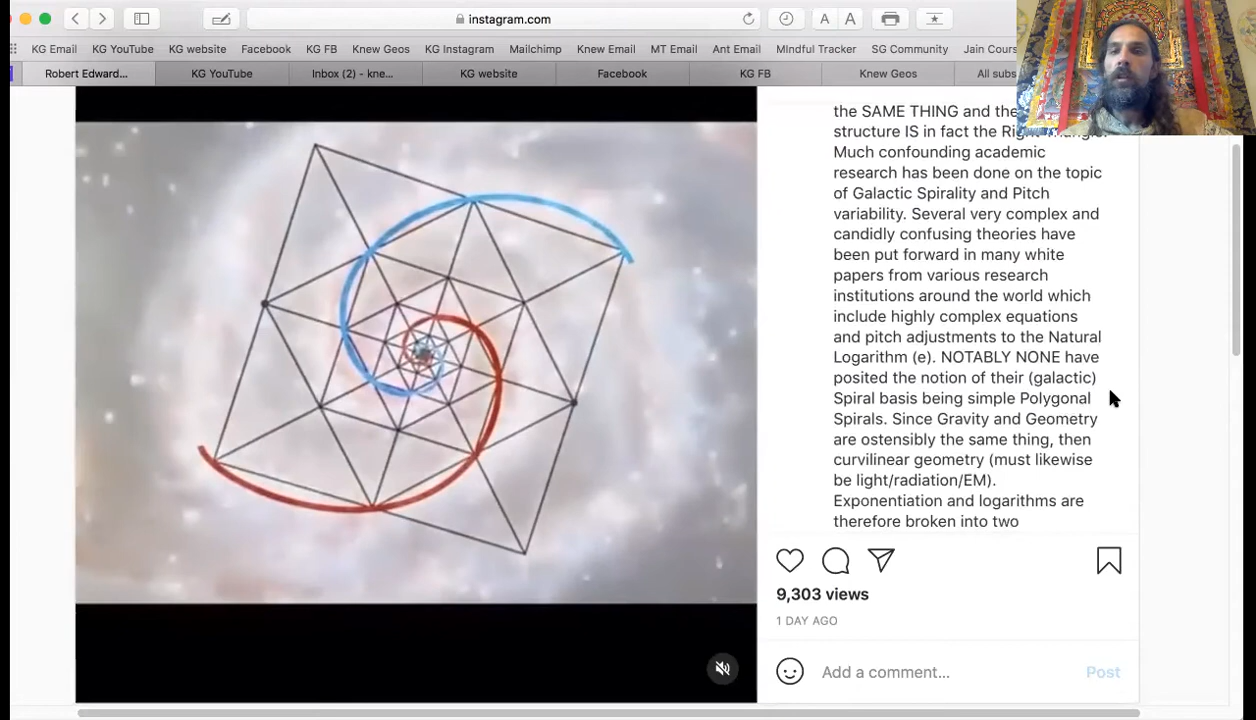 instagram.com
A A
KG Email KG YouTube KG website Facebook KG FB Knew Geos KG Instagram Mailchimp Knew Email MT Email Ant Email MIndful Tracker SG Community Jain Cours
Robert Edward... KG YouTube Inbox (2) - kne... KG website Facebook KG FB Knew Geos All subs
the SAME THING and the
structure IS in fact the
Much confounding academic
research has been done on the topic
of Galactic Spirality and Pitch
variability. Several very complex and
candidly confusing theories have
been put forward in many white
papers from various research
institutions around the world which
include highly complex equations
and pitch adjustments to the Natural
Logarithm (e). NOTABLY NONE have
posited the notion of their (galactic)
Spiral basis being simple Polygonal
Spirals. Since Gravity and Geometry
are ostensibly the same thing, then
curvilinear geometry (must likewise
be light/radiation/EM).
Exponentiation and logarithms are
therefore broken into two
9,303 views
1 DAY AGO
Add a comment... Post